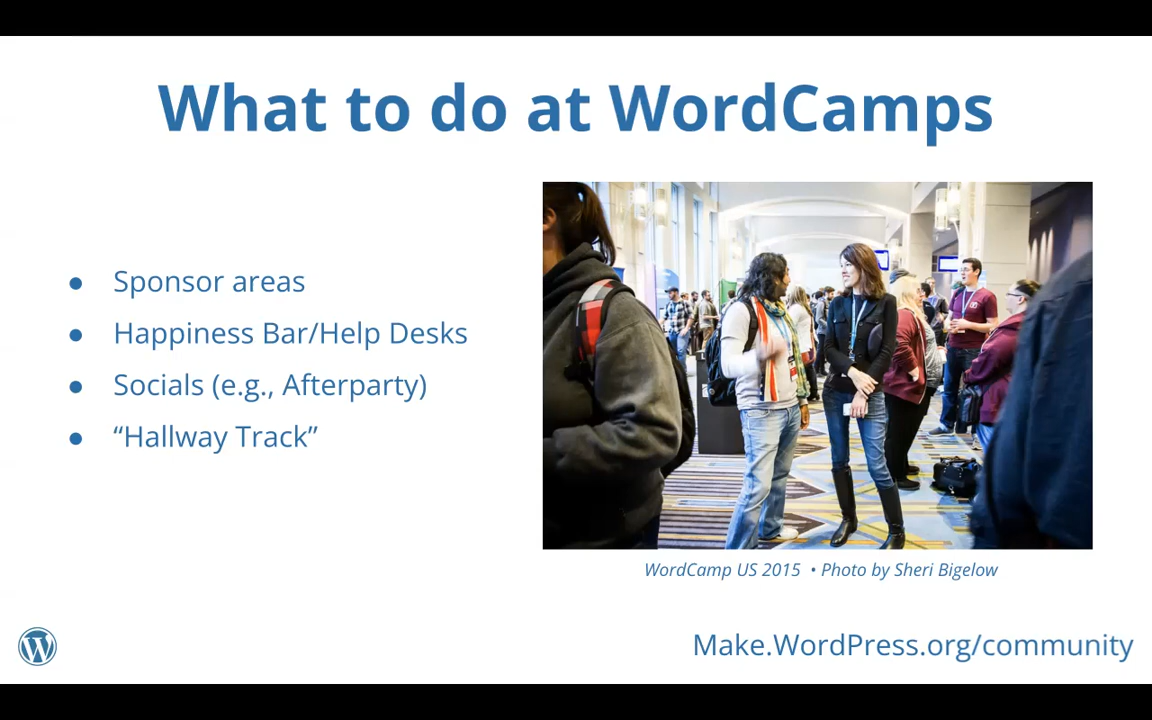 What to do at WordCamps
● Sponsor areas
● Happiness Bar/Help Desks
● Socials (e.g., Afterparty)
● “Hallway Track”
WordCamp US 2015 • Photo by Sheri Bigelow
Make.WordPress.org/community